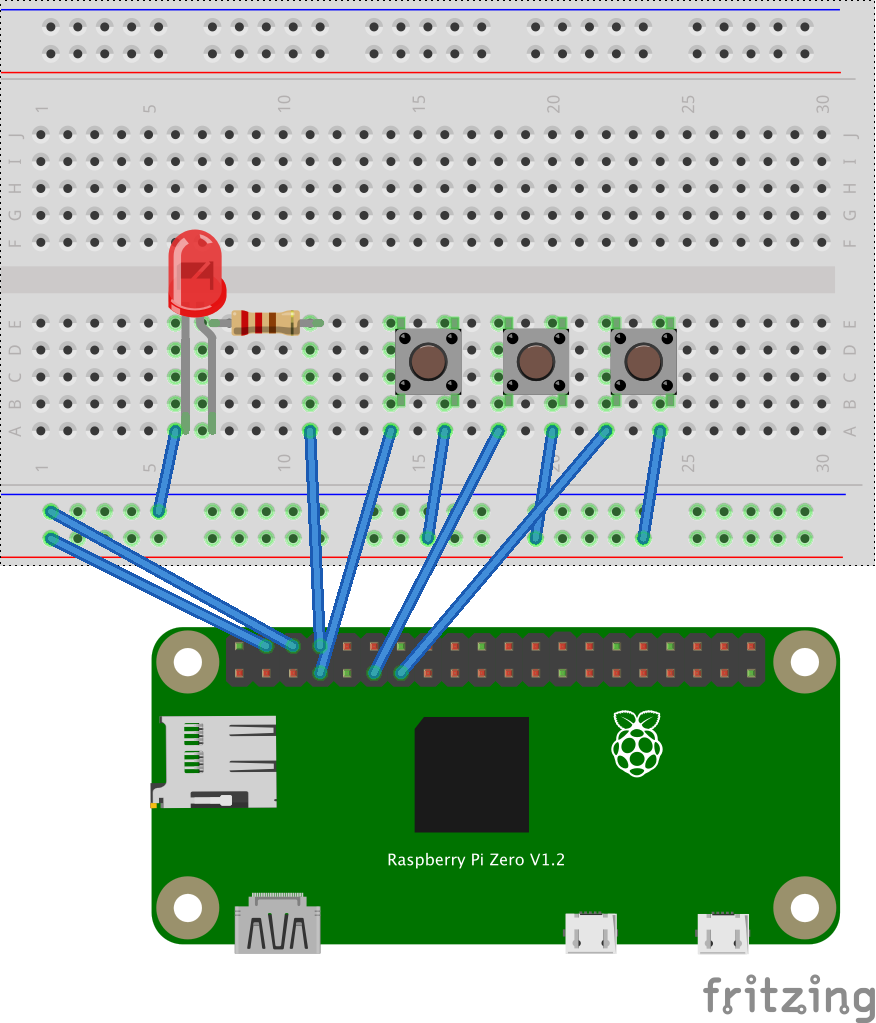 1 5 10 15 20 25 30
J J
I I
H H
G G
F F
E E
D D
C C
B B
A A
1 5 10 15 20 25 30
Raspberry Pi Zero V1.2
fritzing